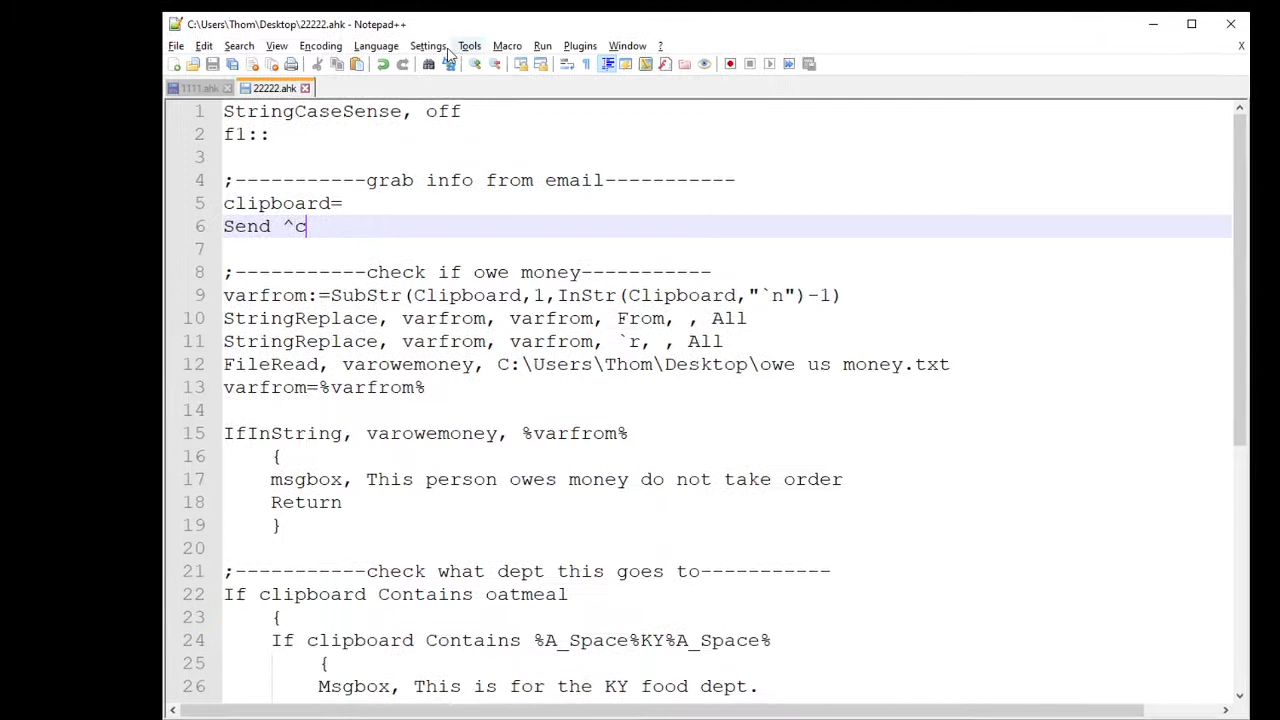 C:\Users\Thom\Desktop\22222.ahk - Notepad++
File Edit Search View Encoding Language Settings Tools Macro Run Plugins Window ? X
1111.ahk 22222.ahk
1 StringCaseSense, off
2 f1::
3
4 ;-----------grab info from email-----------
5 clipboard=
6 Send ^c
7
8 ;-----------check if owe money-----------
9 varfrom:=SubStr(Clipboard,1,InStr(Clipboard,"`n")-1)
10 StringReplace, varfrom, varfrom, From, , All
11 StringReplace, varfrom, varfrom, `r, , All
12 FileRead, varowemoney, C:\Users\Thom\Desktop\owe us money.txt
13 varfrom=%varfrom%
14
15 IfInString, varowemoney, %varfrom%
16 {
17 msgbox, This person owes money do not take order
18 Return
19 }
20
21 ;-----------check what dept this goes to-----------
22 If clipboard Contains oatmeal
23 {
24 If clipboard Contains %A_Space%KY%A_Space%
25 {
26 Msgbox, This is for the KY food dept.